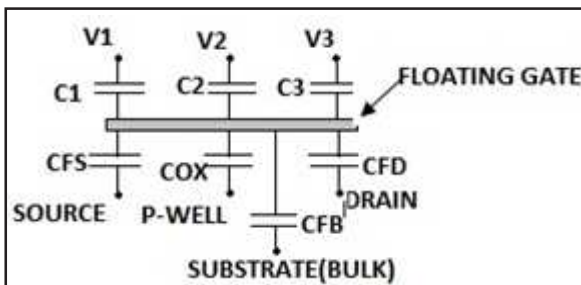 V1 V2 V3
C1 C2 C3 FLOATING GATE
CFS COX CFD
SOURCE P-WELL DRAIN
CFB
SUBSTRATE(BULK)